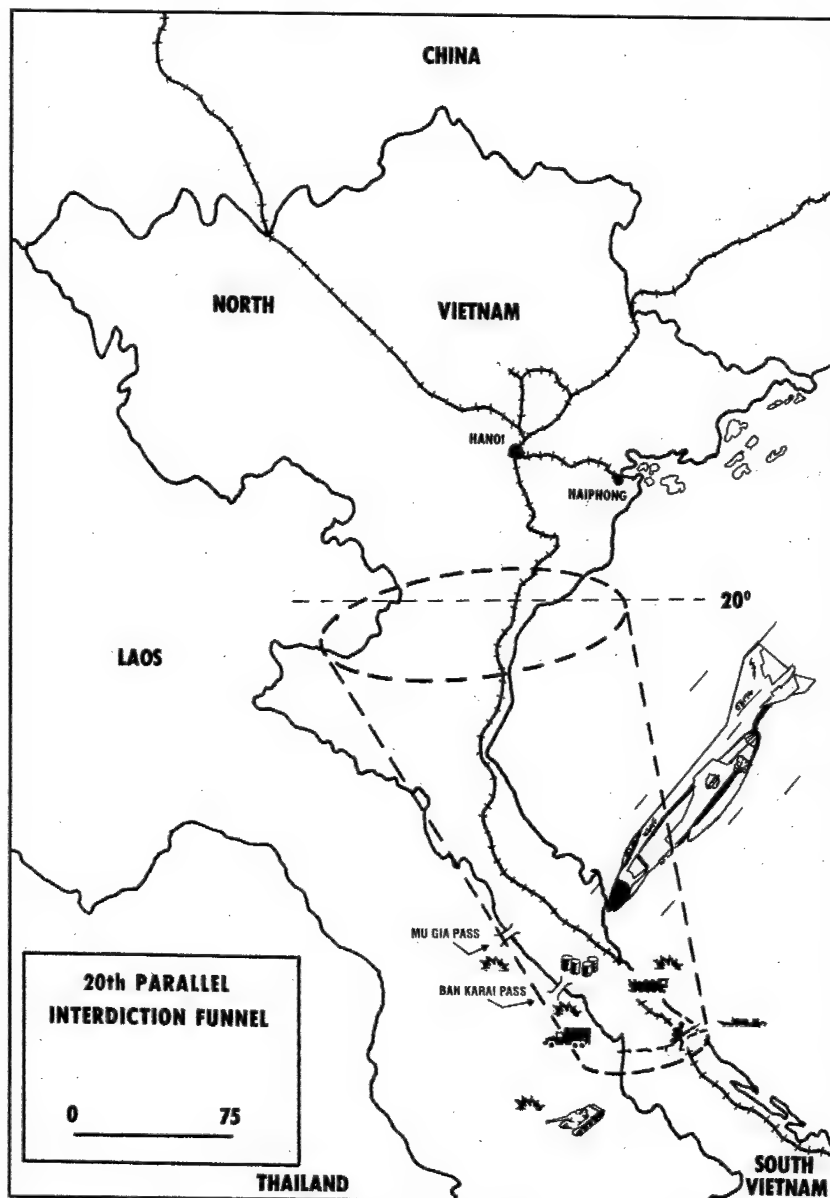 CHINA
NORTH
VIETNAM
HANOI
HAIPHONG
20°
LAOS
MU GIA PASS
BAN KARAI PASS
20th PARALLEL
INTERDICTION FUNNEL
0 75
THAILAND
SOUTH
VIETNAM